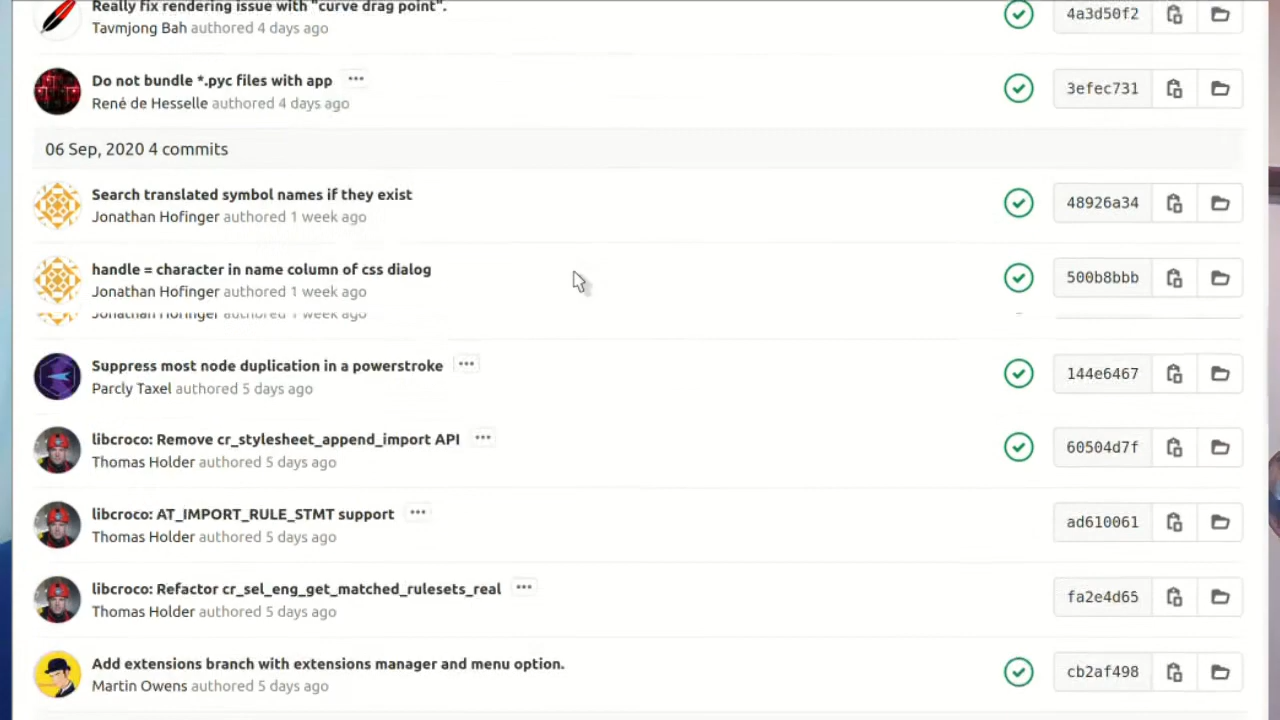 Really fix rendering issue with "curve drag point".
Tavmjong Bah authored 4 days ago
4a3d50f2
Do not bundle *.pyc files with app
René de Hesselle authored 4 days ago
3efec731
06 Sep, 2020 4 commits
Search translated symbol names if they exist
Jonathan Hofinger authored 1 week ago
48926a34
handle = character in name column of css dialog
Jonathan Hofinger authored 1 week ago
500b8bbb
Jonathan Hofinger authored 1 week ago
Suppress most node duplication in a powerstroke
Parcly Taxel authored 5 days ago
144e6467
libcroco: Remove cr_stylesheet_append_import API
Thomas Holder authored 5 days ago
60504d7f
libcroco: AT_IMPORT_RULE_STMT support
Thomas Holder authored 5 days ago
ad610061
libcroco: Refactor cr_sel_eng_get_matched_rulesets_real
Thomas Holder authored 5 days ago
fa2e4d65
Add extensions branch with extensions manager and menu option.
Martin Owens authored 5 days ago
cb2af498